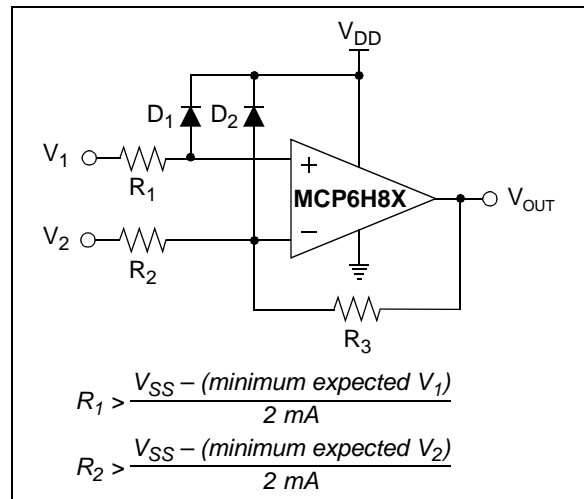 V_DD
D_1 D_2
V_1
R_1
+
MCP6H8X
V_OUT
V_2
R_2
−
R_3
R_1 > V_SS – (minimum expected V_1)
2 mA
R_2 > V_SS – (minimum expected V_2)
2 mA